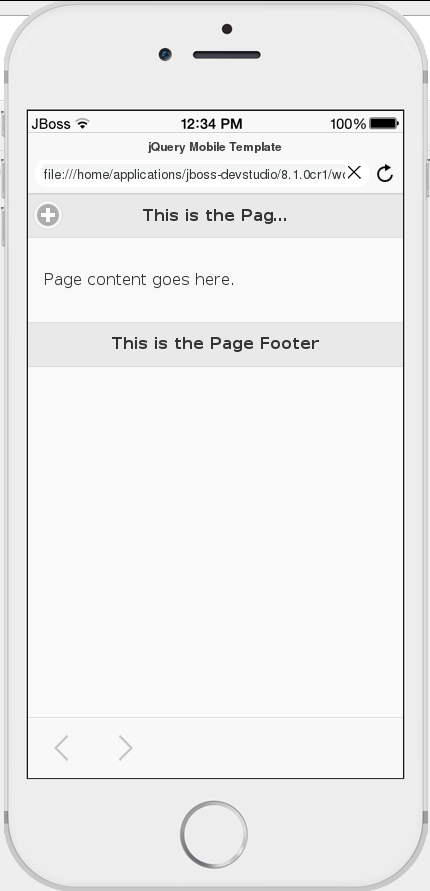 JBoss 12:34 PM 100%
jQuery Mobile Template
file:///home/applications/jboss-devstudio/8.1.0cr1/wo
This is the Pag...
Page content goes here.
This is the Page Footer